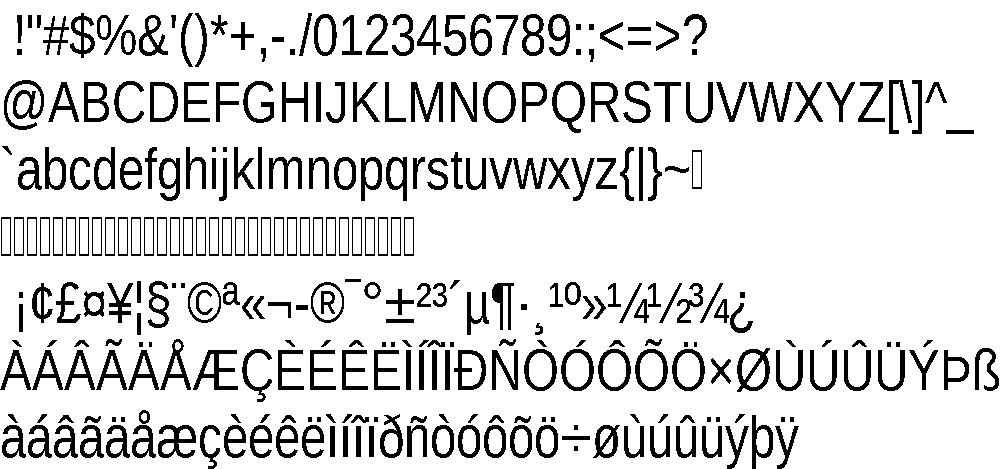 !"#$%&'()*+,-./0123456789:;<=>?
@ABCDEFGHIJKLMNOPQRSTUVWXYZ[\]^_
`abcdefghijklmnopqrstuvwxyz{|}~
¡¢£¤¥¦§¨©ª«¬-®¯°±²³´µ¶·¸¹º»¼½¾¿
ÀÁÂÃÄÅÆÇÈÉÊËÌÍÎÏÐÑÒÓÔÕÖ×ØÙÚÛÜÝÞß
àáâãäåæçèéêëìíîïðñòóôõö÷øùúûüýþÿ